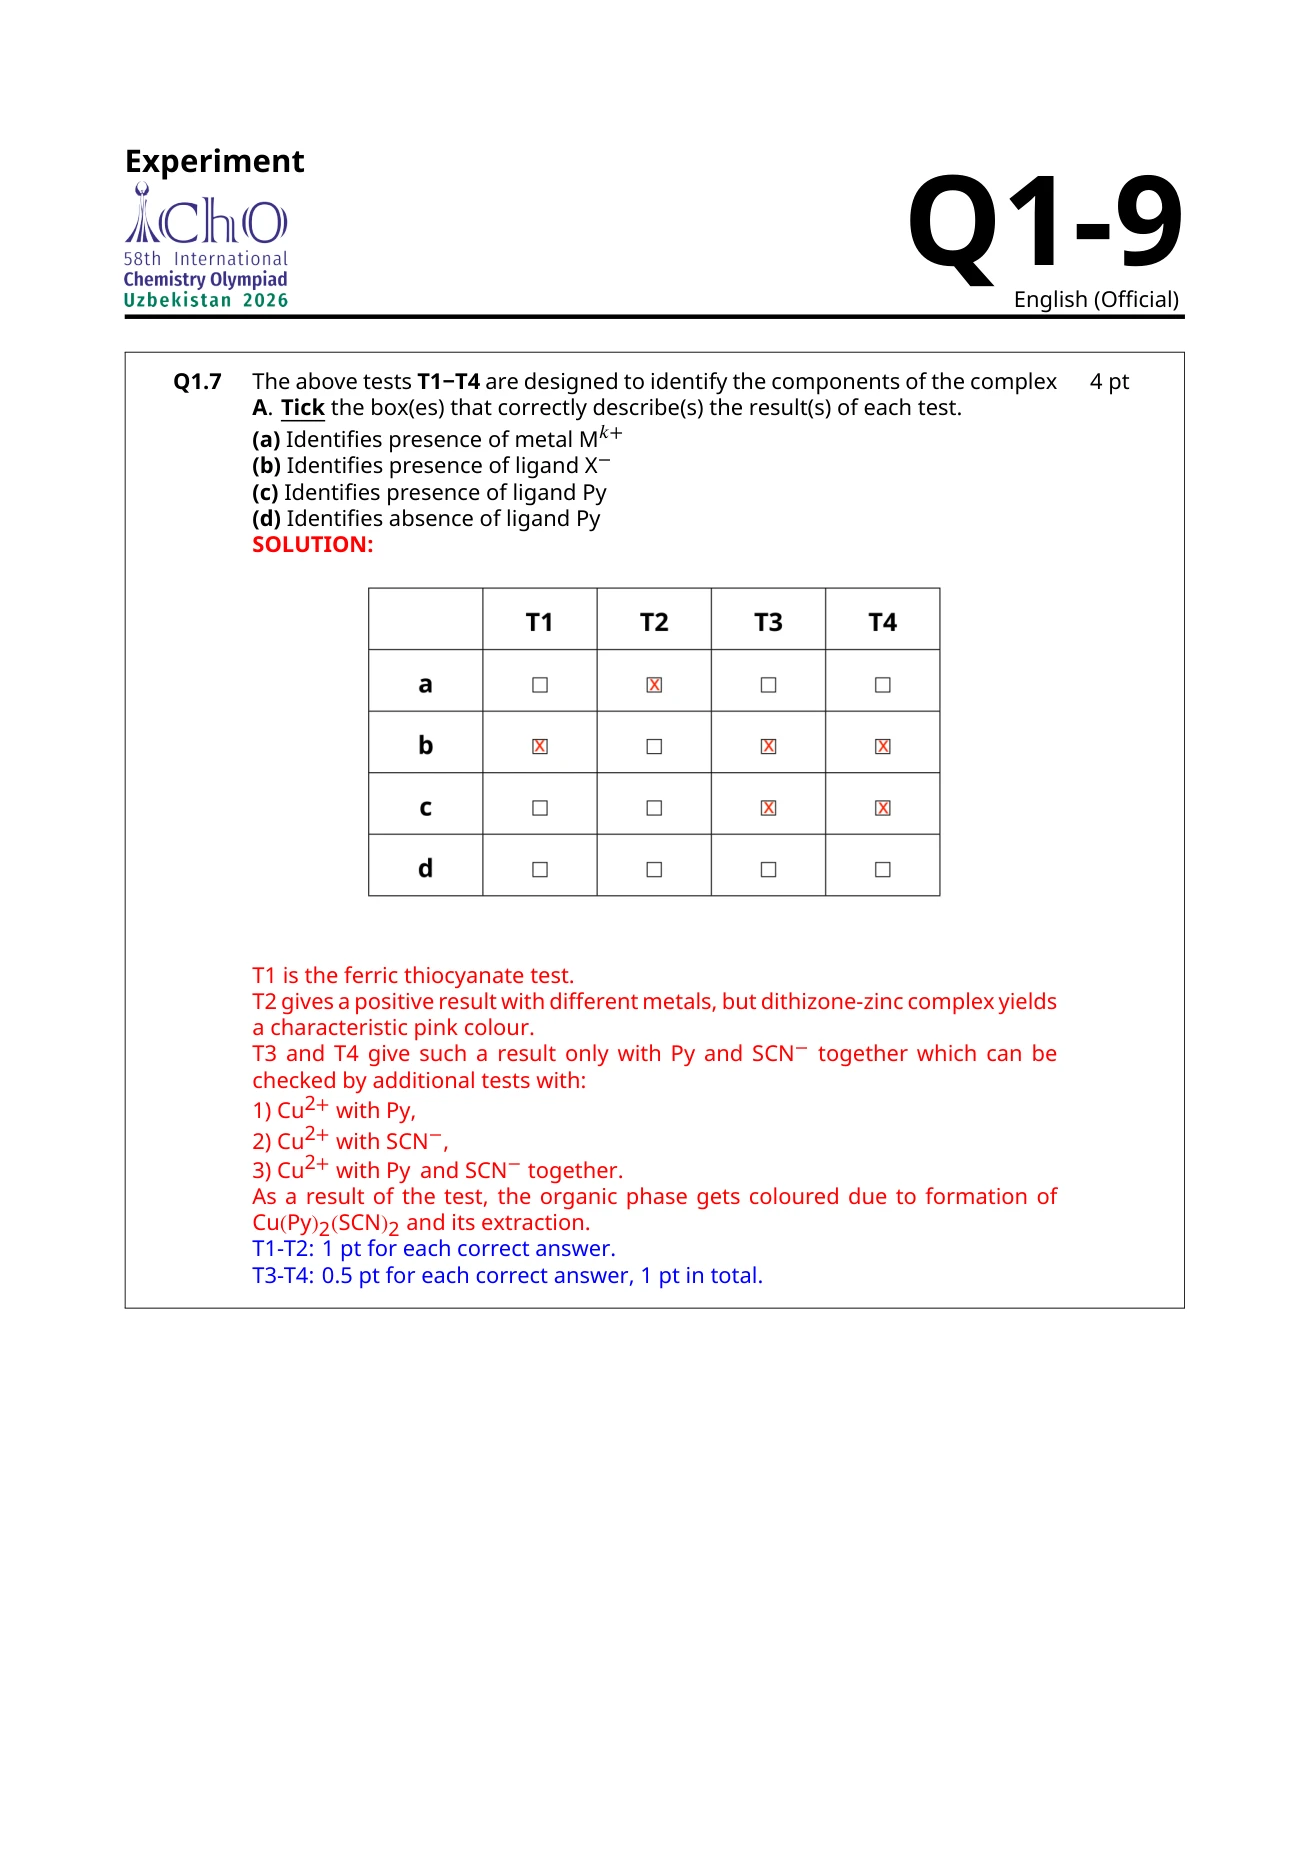 Experiment
IChO
58th International
Chemistry Olympiad
Uzbekistan 2026
Q1-9
English (Official)
Q1.7 The above tests T1−T4 are designed to identify the components of the complex 4 pt
A. Tick the box(es) that correctly describe(s) the result(s) of each test.
(a) Identifies presence of metal Mᵏ⁺
(b) Identifies presence of ligand X⁻
(c) Identifies presence of ligand Py
(d) Identifies absence of ligand Py
SOLUTION:
T1 T2 T3 T4
a ☐ ☒ ☐ ☐
b ☒ ☐ ☒ ☒
c ☐ ☐ ☒ ☒
d ☐ ☐ ☐ ☐
T1 is the ferric thiocyanate test.
T2 gives a positive result with different metals, but dithizone-zinc complex yields
a characteristic pink colour.
T3 and T4 give such a result only with Py and SCN⁻ together which can be
checked by additional tests with:
1) Cu²⁺ with Py,
2) Cu²⁺ with SCN⁻,
3) Cu²⁺ with Py and SCN⁻ together.
As a result of the test, the organic phase gets coloured due to formation of
Cu(Py)₂(SCN)₂ and its extraction.
T1-T2: 1 pt for each correct answer.
T3-T4: 0.5 pt for each correct answer, 1 pt in total.